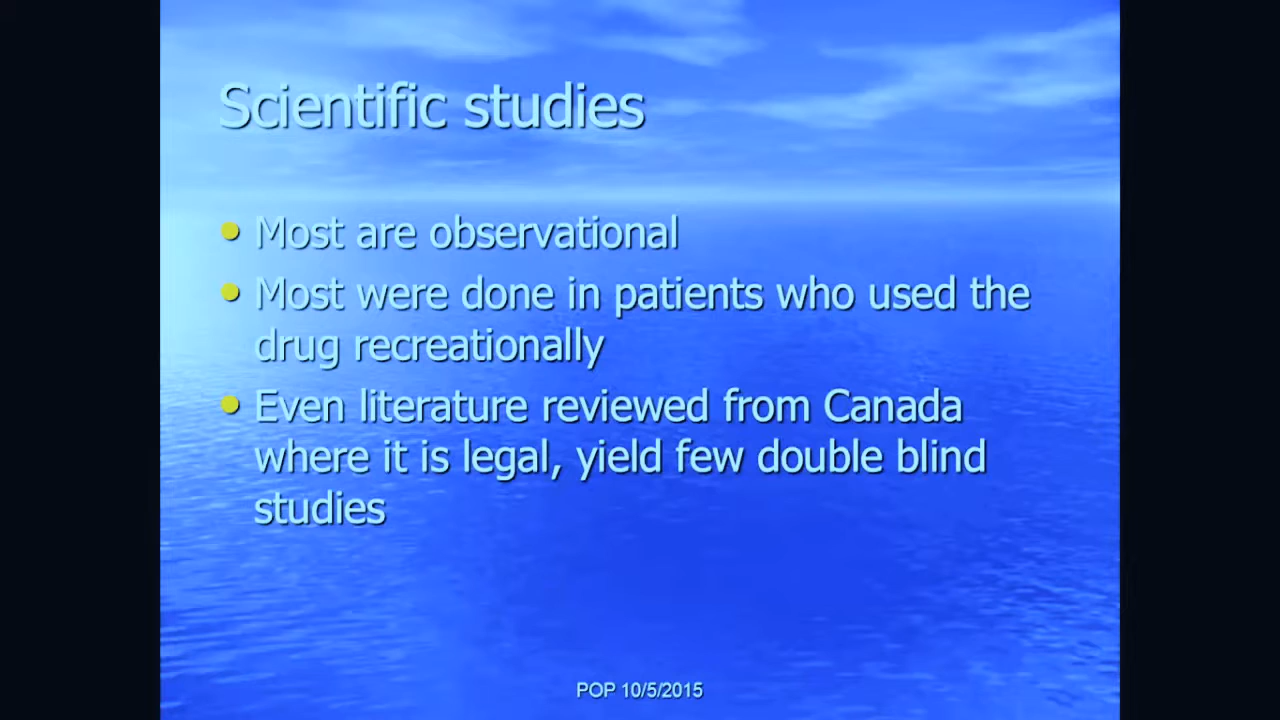 Scientific studies
Most are observational
Most were done in patients who used the
drug recreationally
Even literature reviewed from Canada
where it is legal, yield few double blind
studies
POP 10/5/2015